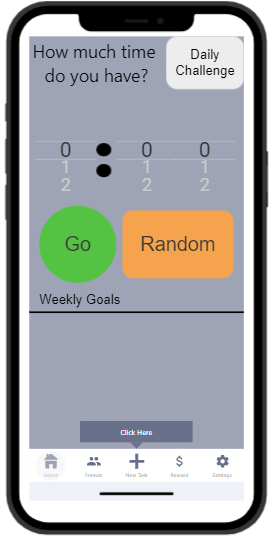 How much time
do you have?
Daily
Challenge
0 : 0 0
1 1 1
2 2 2
Go
Random
Weekly Goals
Click Here
Home Friends New Task Reward Settings